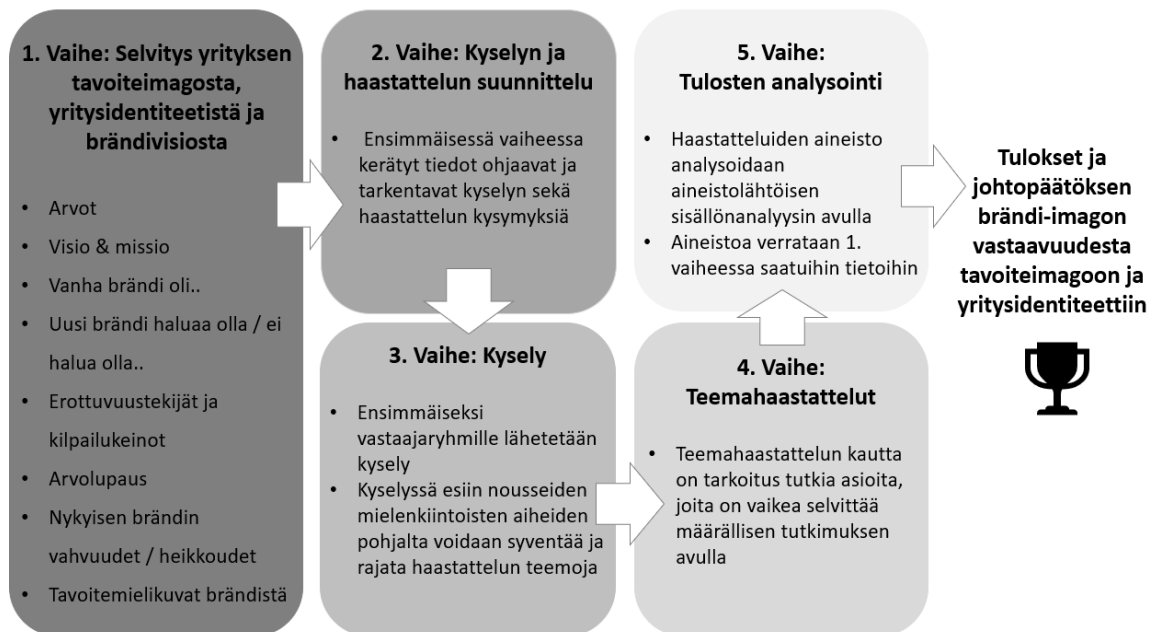 1. Vaihe: Selvitys yrityksen
tavoiteimagosta,
yritysidentiteetistä ja
brändivisiosta
• Arvot
• Visio & missio
• Vanha brändi oli..
• Uusi brändi haluaa olla / ei
halua olla..
• Erottuvuustekijät ja
kilpailukeinot
• Arvolupaus
• Nykyisen brändin
vahvuudet / heikkoudet
• Tavoitemielikuvat brändistä
2. Vaihe: Kyselyn ja
haastattelun suunnittelu
• Ensimmäisessä vaiheessa
kerätyt tiedot ohjaavat ja
tarkentavat kyselyn sekä
haastattelun kysymyksiä
3. Vaihe: Kysely
• Ensimmäiseksi
vastaajaryhmille lähetetään
kysely
• Kyselyssä esiin nousseiden
mielenkiintoisten aiheiden
pohjalta voidaan syventää ja
rajata haastattelun teemoja
4. Vaihe:
Teemahaastattelut
• Teemahaastattelun kautta
on tarkoitus tutkia asioita,
joita on vaikea selvittää
määrällisen tutkimuksen
avulla
5. Vaihe:
Tulosten analysointi
• Haastatteluiden aineisto
analysoidaan
aineistolähtöisen
sisällönanalyysin avulla
• Aineistoa verrataan 1.
vaiheessa saatuihin tietoihin
Tulokset ja
johtopäätöksen
brändi-imagon
vastaavuudesta
tavoiteimagoon ja
yritysidentiteettiin